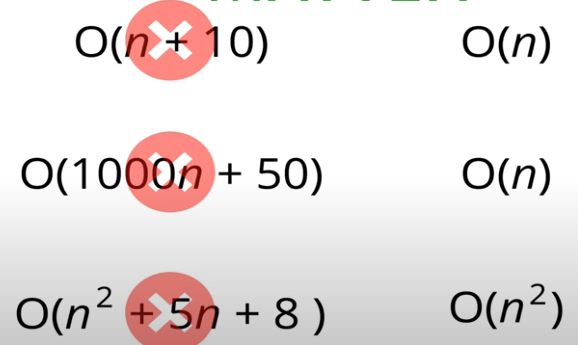 O(n + 10) O(n)
O(1000n + 50) O(n)
O(n² + 5n + 8 ) O(n²)